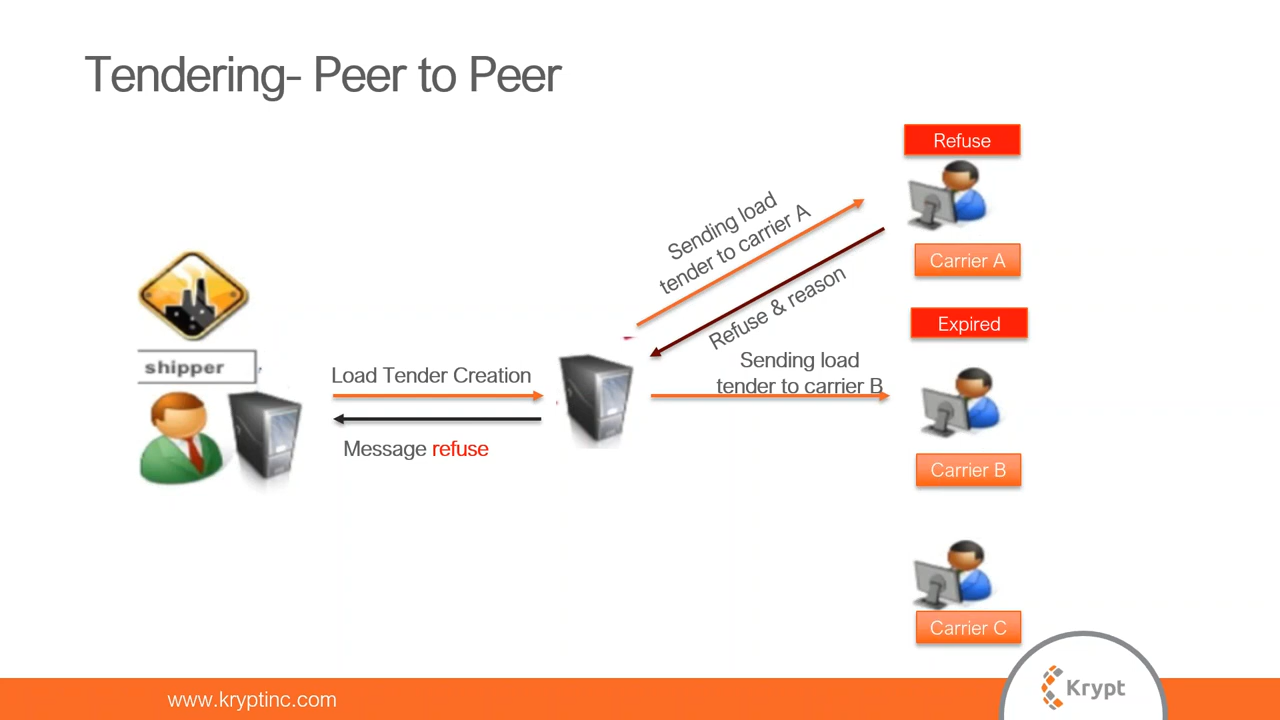 Tendering- Peer to Peer
Refuse
Sending load
tender to carrier A
Carrier A
Refuse & reason
Expired
shipper
Load Tender Creation
Sending load
tender to carrier B
Message refuse
Carrier B
Carrier C
www.kryptinc.com
Krypt